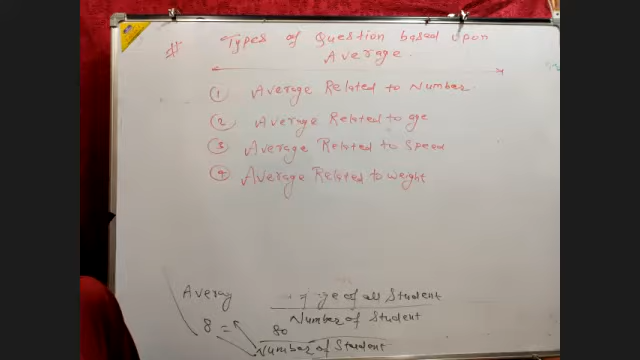 # Types of Question based upon
Average.
① Average Related to Number.
② Average Related to age
③ Average Related to Speed
④ Average Related to weight
Averag of all Student
Number of Student
8 = 80
Number of Student